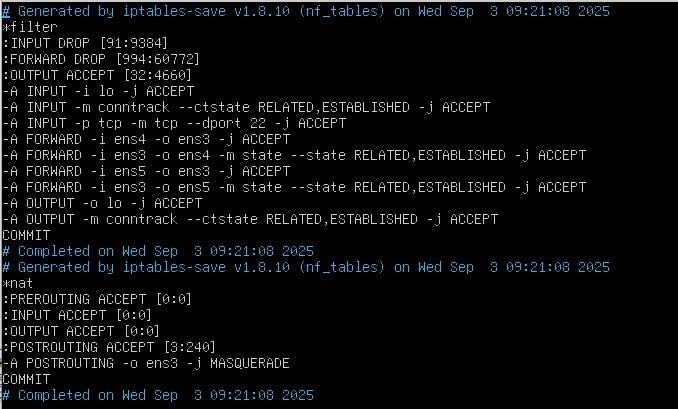 # Generated by iptables-save v1.8.10 (nf_tables) on Wed Sep  3 09:21:08 2025
*filter
:INPUT DROP [91:9384]
:FORWARD DROP [994:60772]
:OUTPUT ACCEPT [32:4660]
-A INPUT -i lo -j ACCEPT
-A INPUT -m conntrack --ctstate RELATED,ESTABLISHED -j ACCEPT
-A INPUT -p tcp -m tcp --dport 22 -j ACCEPT
-A FORWARD -i ens4 -o ens3 -j ACCEPT
-A FORWARD -i ens3 -o ens4 -m state --state RELATED,ESTABLISHED -j ACCEPT
-A FORWARD -i ens5 -o ens3 -j ACCEPT
-A FORWARD -i ens3 -o ens5 -m state --state RELATED,ESTABLISHED -j ACCEPT
-A OUTPUT -o lo -j ACCEPT
-A OUTPUT -m conntrack --ctstate RELATED,ESTABLISHED -j ACCEPT
COMMIT
# Completed on Wed Sep  3 09:21:08 2025
# Generated by iptables-save v1.8.10 (nf_tables) on Wed Sep  3 09:21:08 2025
*nat
:PREROUTING ACCEPT [0:0]
:INPUT ACCEPT [0:0]
:OUTPUT ACCEPT [0:0]
:POSTROUTING ACCEPT [3:240]
-A POSTROUTING -o ens3 -j MASQUERADE
COMMIT
# Completed on Wed Sep  3 09:21:08 2025